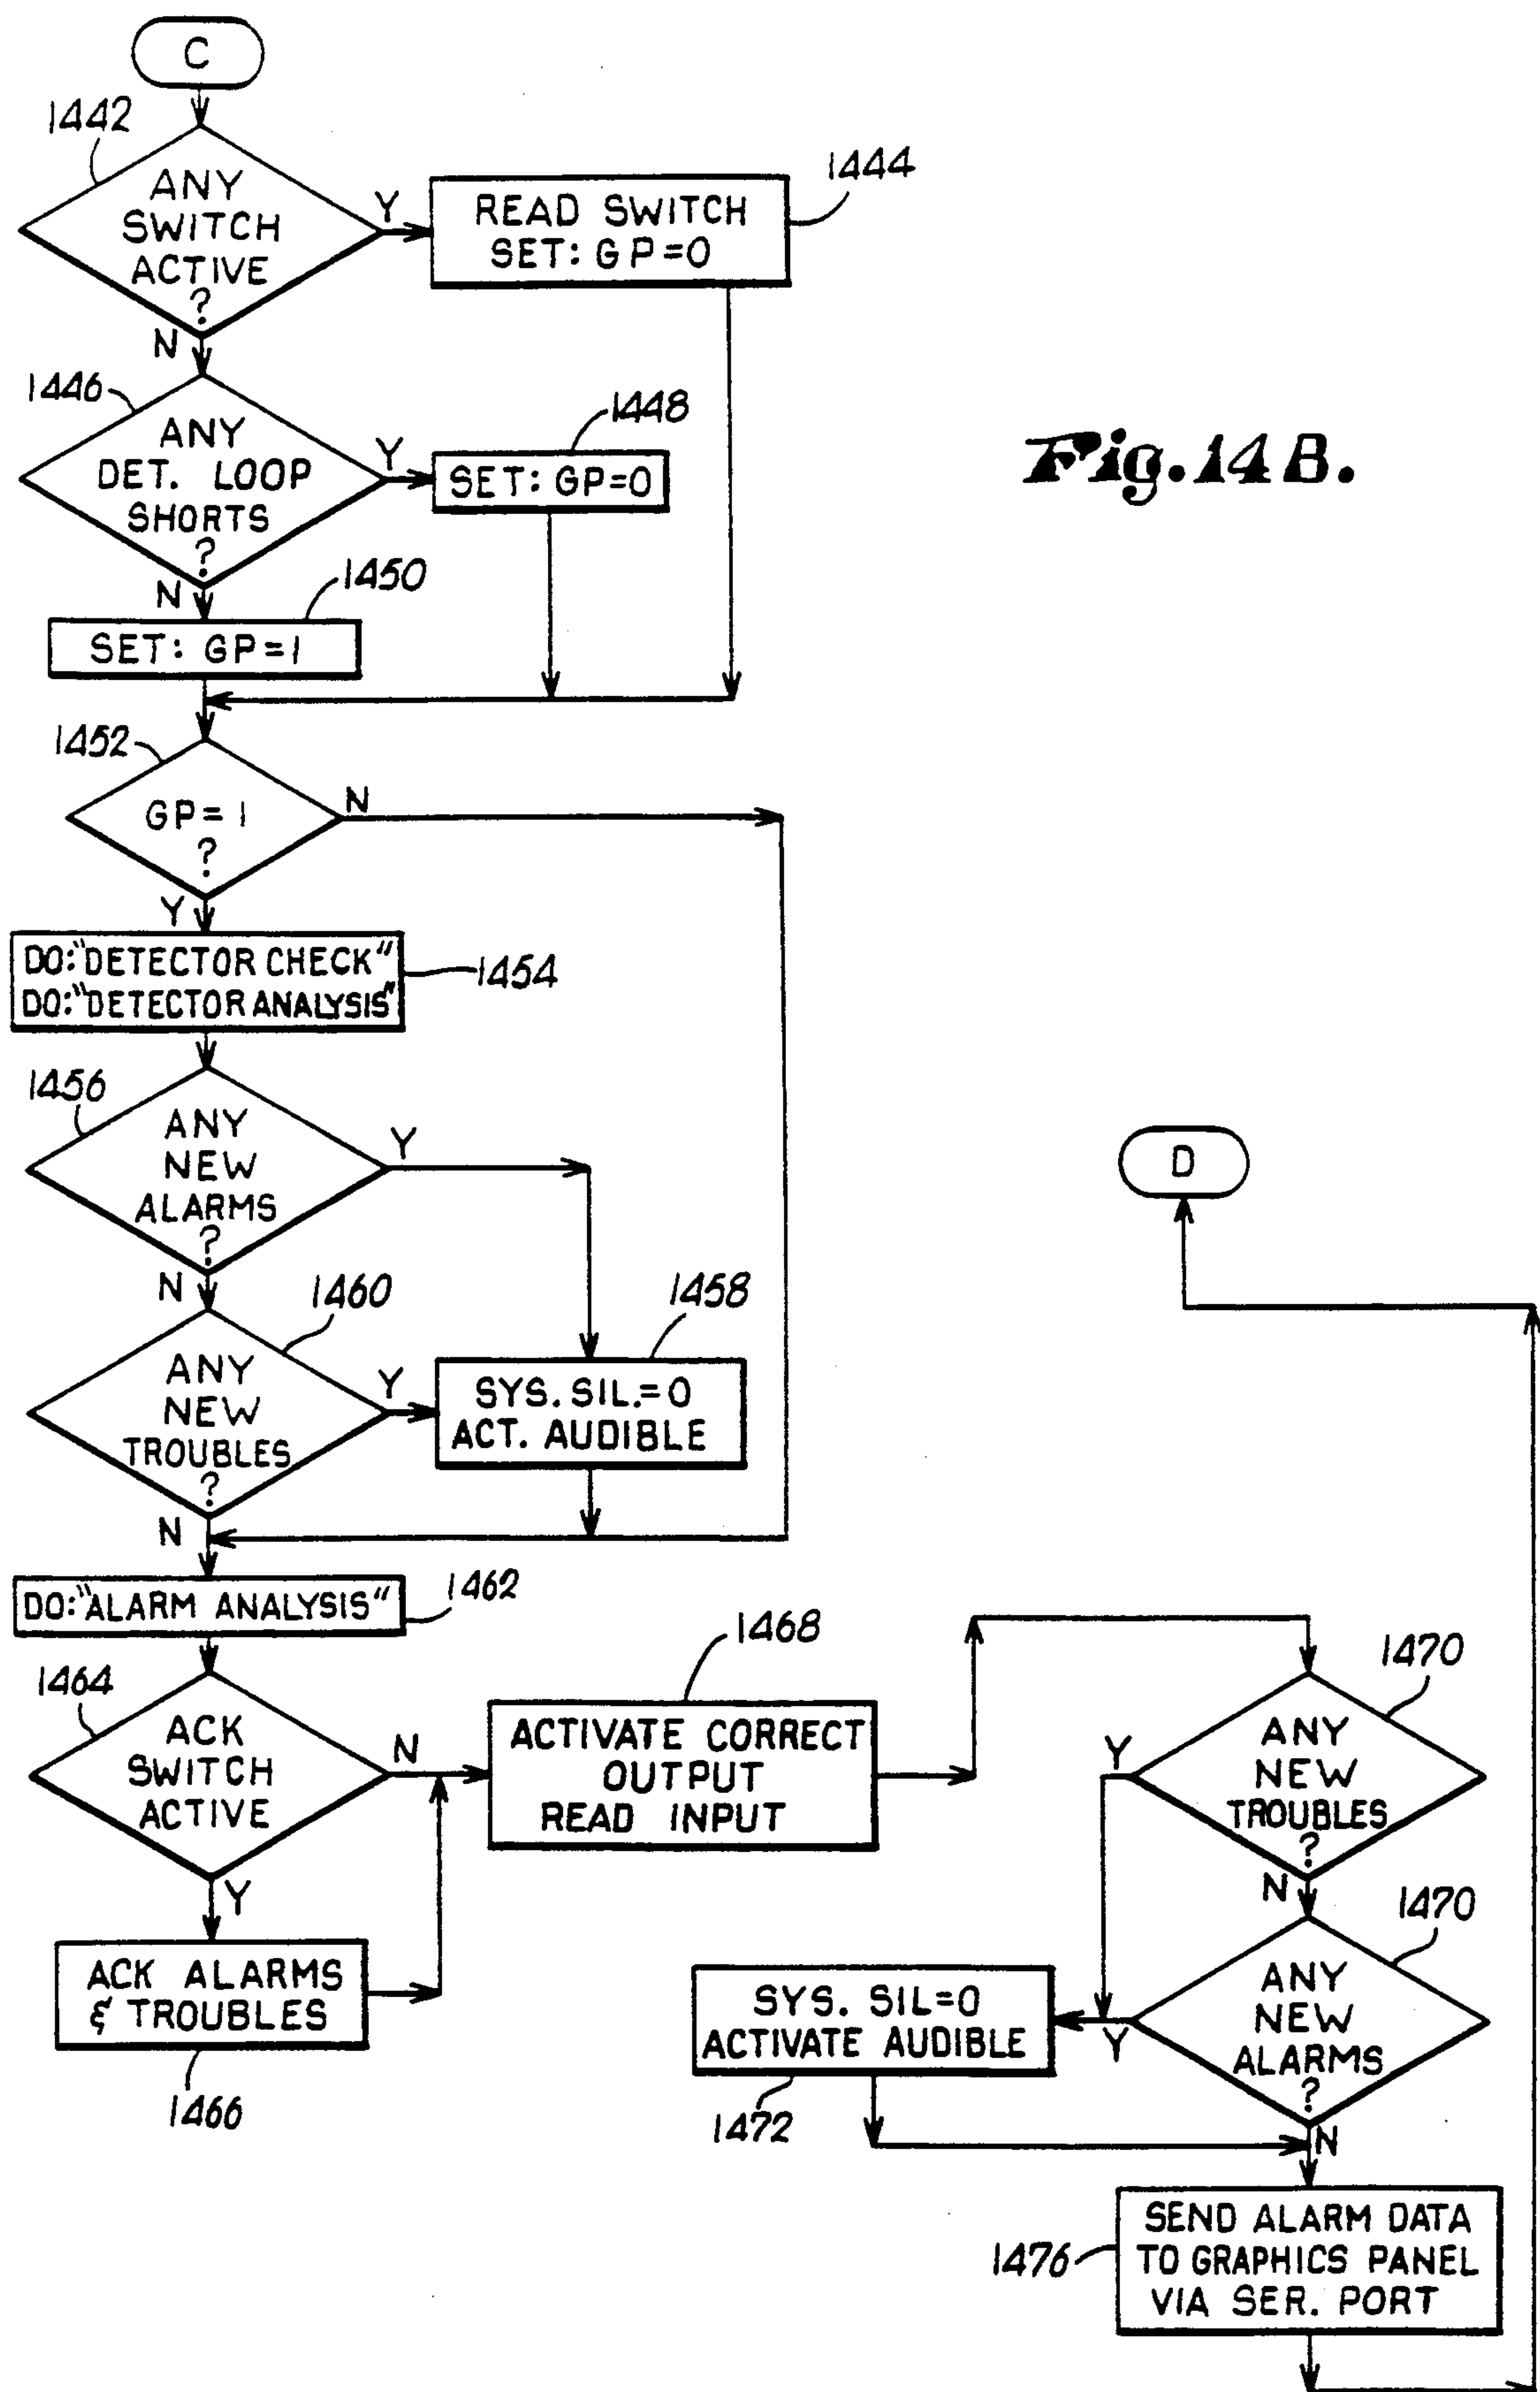 C
1442
ANY
SWITCH
ACTIVE
?
Y
N
READ SWITCH
SET: GP=0
1444
1446
ANY
DET. LOOP
SHORTS
?
Y
N
1448
SET: GP=0
Fig. 14B.
1450
SET: GP=1
1452
GP=1
?
N
Y
DO:"DETECTOR CHECK"
DO:"DETECTOR ANALYSIS"
1454
1456
ANY
NEW
ALARMS
?
Y
N
1460
ANY
NEW
TROUBLES
?
Y
N
1458
SYS. SIL.=0
ACT. AUDIBLE
D
DO:"ALARM ANALYSIS"
1462
1464
ACK
SWITCH
ACTIVE
N
Y
ACK ALARMS
& TROUBLES
1466
1468
ACTIVATE CORRECT
OUTPUT
READ INPUT
1470
ANY
NEW
TROUBLES
?
Y
N
1470
ANY
NEW
ALARMS
?
Y
N
SYS. SIL=0
ACTIVATE AUDIBLE
1472
1476
SEND ALARM DATA
TO GRAPHICS PANEL
VIA SER. PORT